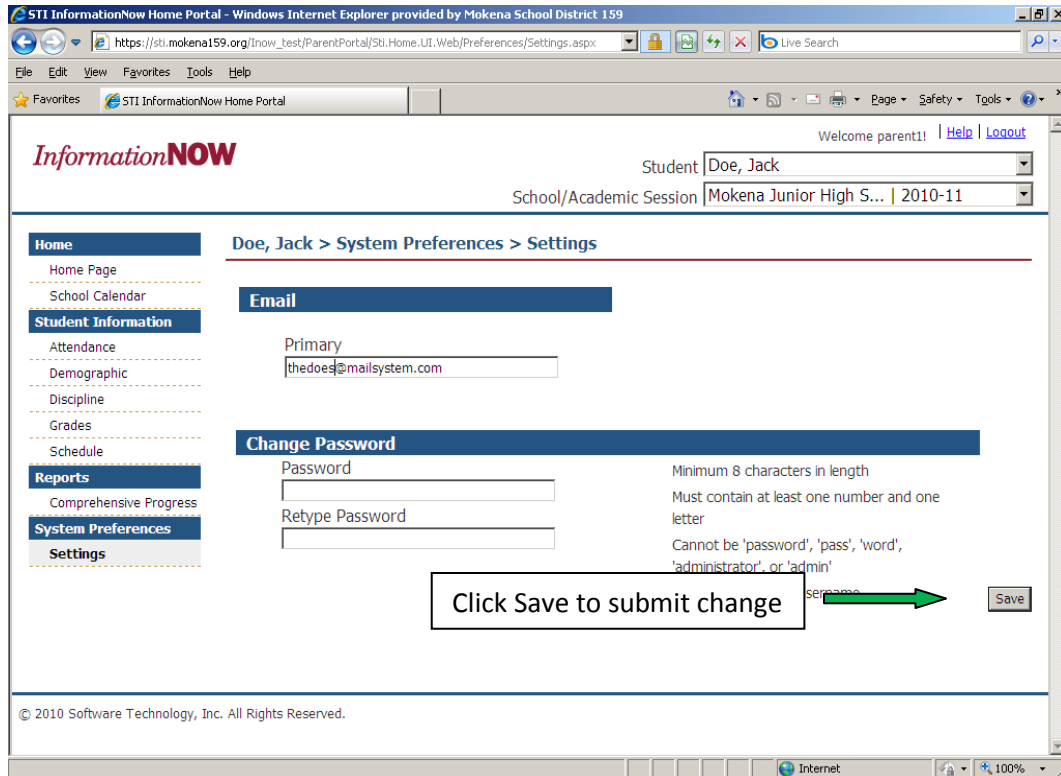 STI InformationNow Home Portal - Windows Internet Explorer provided by Mokena School District 159
https://sti.mokena159.org/Inow_test/ParentPortal/Sti.Home.UI.Web/Preferences/Settings.aspx
Live Search
File Edit View Favorites Tools Help
Favorites STI InformationNow Home Portal Page Safety Tools
Welcome parent1! | Help | Logout
InformationNOW
Student Doe, Jack
School/Academic Session Mokena Junior High S... | 2010-11
Home
Home Page
School Calendar
Student Information
Attendance
Demographic
Discipline
Grades
Schedule
Reports
Comprehensive Progress
System Preferences
Settings
Doe, Jack > System Preferences > Settings
Email
Primary
thedoes@mailsystem.com
Change Password
Password
Retype Password
Minimum 8 characters in length
Must contain at least one number and one
letter
Cannot be 'password', 'pass', 'word',
'administrator', or 'admin'
Click Save to submit change
Save
© 2010 Software Technology, Inc. All Rights Reserved.
Internet 100%